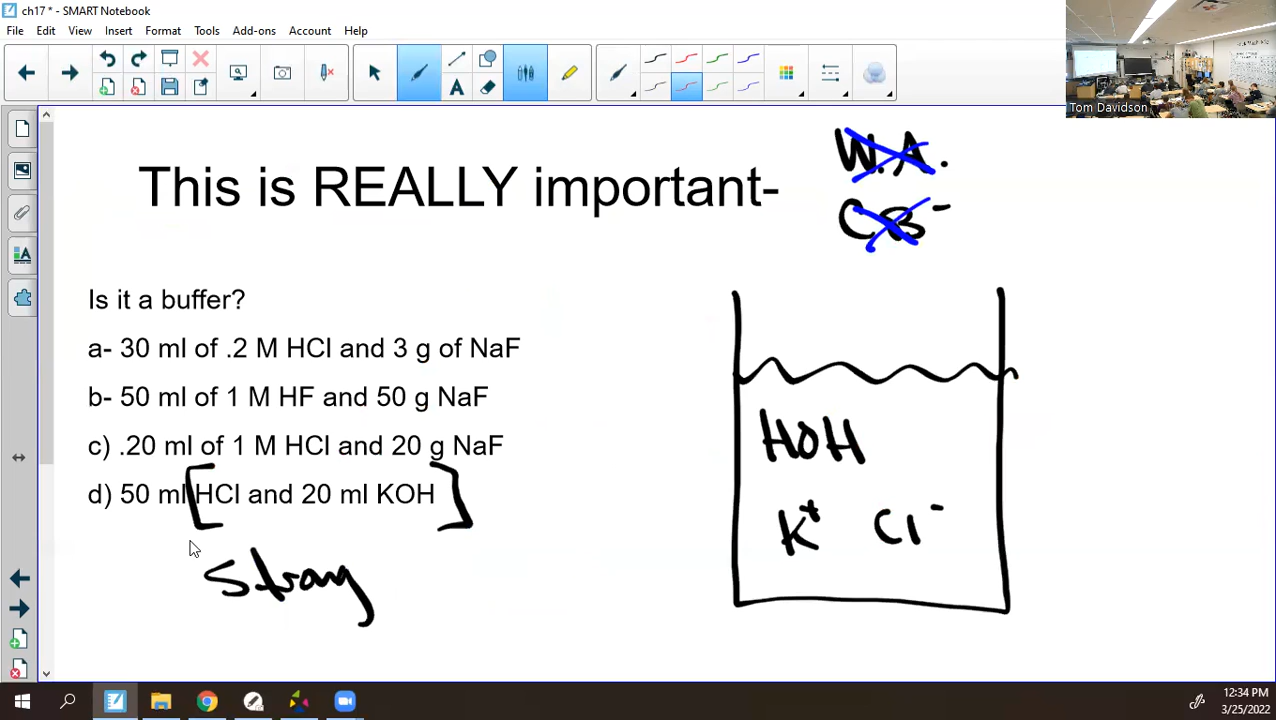 ch17 * - SMART Notebook
File Edit View Insert Format Tools Add-ons Account Help
Tom Davidson
W.A.
CB-
This is REALLY important-
Is it a buffer?
a- 30 ml of .2 M HCl and 3 g of NaF
b- 50 ml of 1 M HF and 50 g NaF
c) .20 ml of 1 M HCl and 20 g NaF
d) 50 ml [HCl and 20 ml KOH]
Strong
HOH
K+ Cl-
12:34 PM
3/25/2022